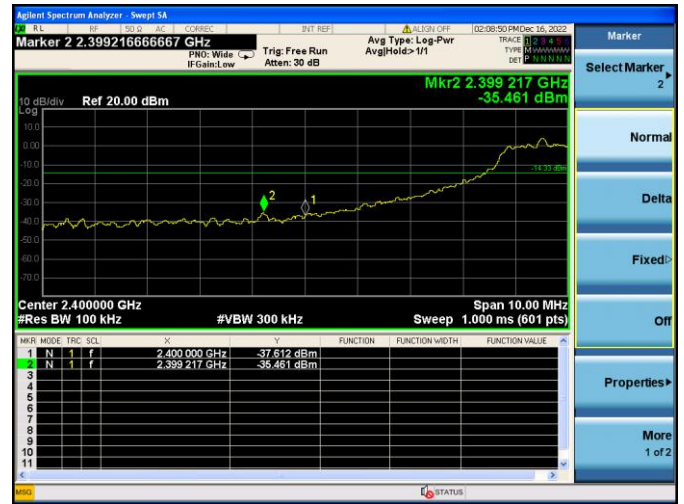 Agilent Spectrum Analyzer - Swept SA
RL RF 50 Ω AC CORREC INT REF ALIGN OFF 02:08:50 PM Dec 16, 2022
Marker 2 2.399216666667 GHz
PNO: Wide Trig: Free Run
IFGain:Low Atten: 30 dB
Avg Type: Log-Pwr
Avg|Hold>1/1
TRACE 1 2 3 4 5
TYPE M
DET P N N N N N
Mkr2 2.399 217 GHz
-35.461 dBm
10 dB/div Ref 20.00 dBm
Log
10.0
0.00
-10.0
-14.33 dBm
-20.0
-30.0
-40.0
-50.0
-60.0
-70.0
2
1
Center 2.400000 GHz Span 10.00 MHz
#Res BW 100 kHz #VBW 300 kHz Sweep 1.000 ms (601 pts)
MKR MODE TRC SCL X Y FUNCTION FUNCTION WIDTH FUNCTION VALUE
1 N 1 f 2.400 000 GHz -37.612 dBm
2 N 1 f 2.399 217 GHz -35.461 dBm
3
4
5
6
7
8
9
10
11
MSG STATUS
Marker
Select Marker
2
Normal
Delta
Fixed
Off
Properties
More
1 of 2